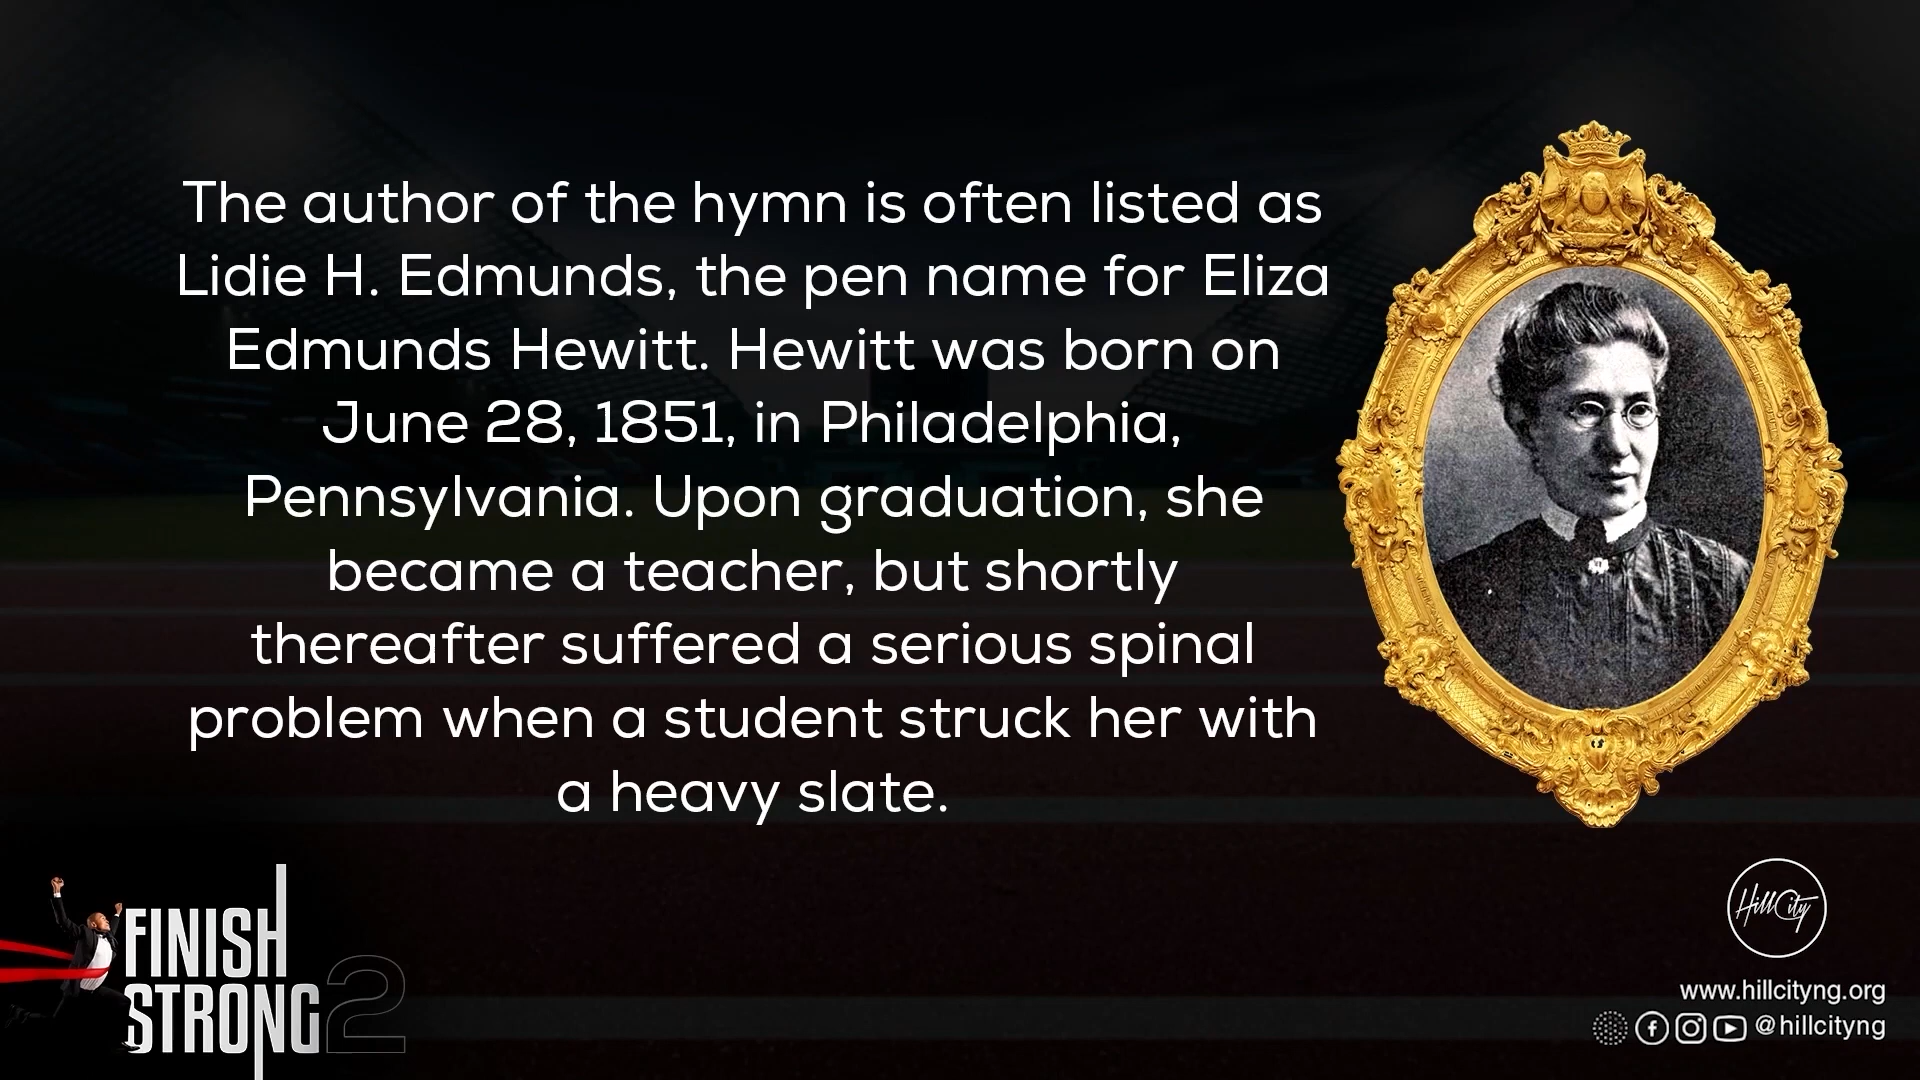 The author of the hymn is often listed as
Lidie H. Edmunds, the pen name for Eliza
Edmunds Hewitt. Hewitt was born on
June 28, 1851, in Philadelphia,
Pennsylvania. Upon graduation, she
became a teacher, but shortly
thereafter suffered a serious spinal
problem when a student struck her with
a heavy slate.
FINISH
STRONG 2
HillCity
www.hillcityng.org
@hillcityng